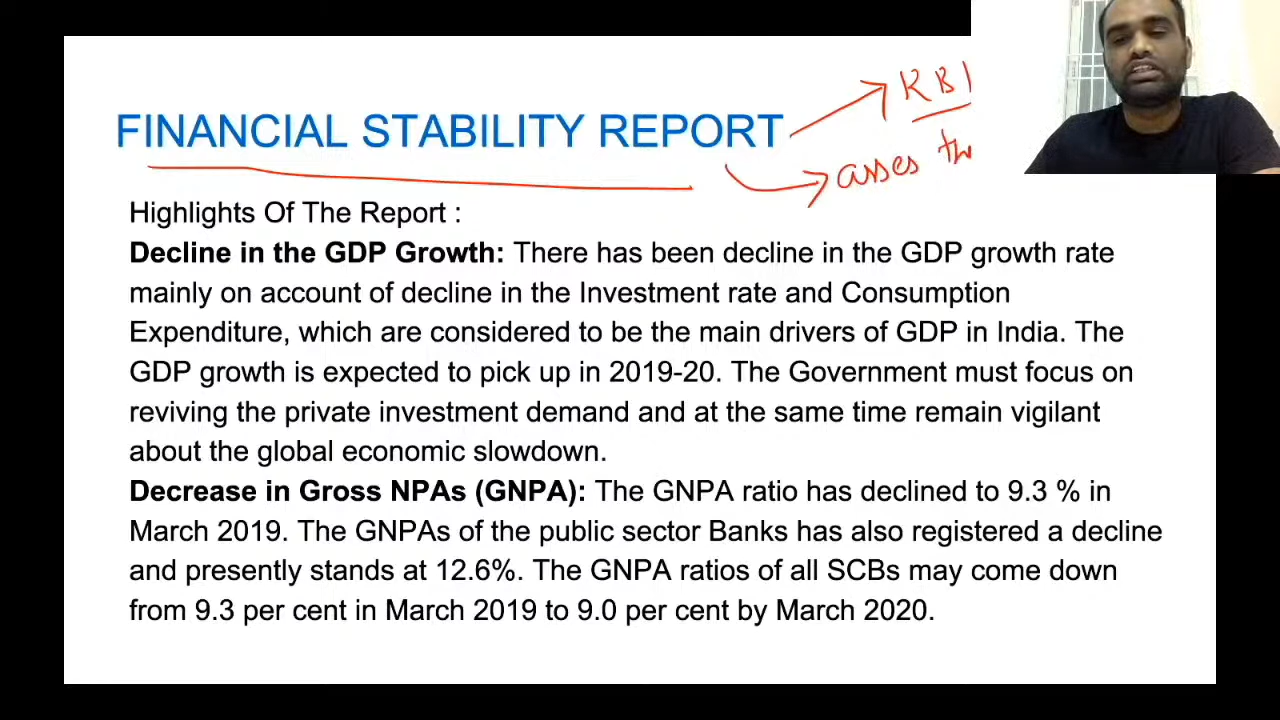 FINANCIAL STABILITY REPORT
RBI
asses the
Highlights Of The Report :
Decline in the GDP Growth: There has been decline in the GDP growth rate
mainly on account of decline in the Investment rate and Consumption
Expenditure, which are considered to be the main drivers of GDP in India. The
GDP growth is expected to pick up in 2019-20. The Government must focus on
reviving the private investment demand and at the same time remain vigilant
about the global economic slowdown.
Decrease in Gross NPAs (GNPA): The GNPA ratio has declined to 9.3 % in
March 2019. The GNPAs of the public sector Banks has also registered a decline
and presently stands at 12.6%. The GNPA ratios of all SCBs may come down
from 9.3 per cent in March 2019 to 9.0 per cent by March 2020.